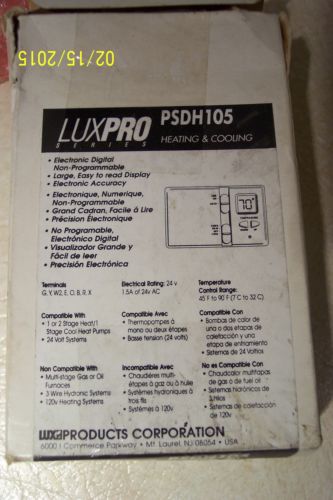 02/15/2015
LUXPRO
SERIES
PSDH105
HEATING & COOLING
• Electronic Digital
Non-Programmable
• Large, Easy to read Display
• Electronic Accuracy
• Electronique, Numerique,
Non-Programmable
• Grand Cadran, Facile á Lire
• Précision Électronique
• No Programable,
Electrónico Digital
• Visualizador Grande y
Fácil de leer
• Precisión Electrónica
70°
Terminals
G, Y, W2, E, O, B, R, X
Electrical Rating: 24 v
1.5A of 24v AC
Temperature
Control Range:
45 F to 90 F (7 C to 32 C)
Compatible With
• 1 or 2 Stage Heat/1
Stage Cool Heat Pumps
• 24 Volt Systems
Compatible Avec
• Thermopompes à
mono ou deux étapes
• Basse tension (24 volts)
Compatible Con
• Bombas de calor de
una o dos etapas de
calefacción y una
etapa de entriamiento
• Sistemas de 24 Voltios
Non Compatible With
• Multi-stage Gas or Oil
Furnaces
• 3 Wire Hydronic Systems
• 120v Heating Systems
Incompatible Avec
• Chaudières multi-
étapes à gaz ou à huile
• Systèmes hydroniques à
trois fils
• Systèmes à 120v
No es Compatible Con
• Chauldcalor multifapas
de gas o de fuel oil
• Sistemas hidrónicos de
3 hilos
• Sistemas de calefacción
de 120v
LUX PRODUCTS CORPORATION
6000 I Commerce Parkway • Mt. Laurel, NJ 08054 • USA